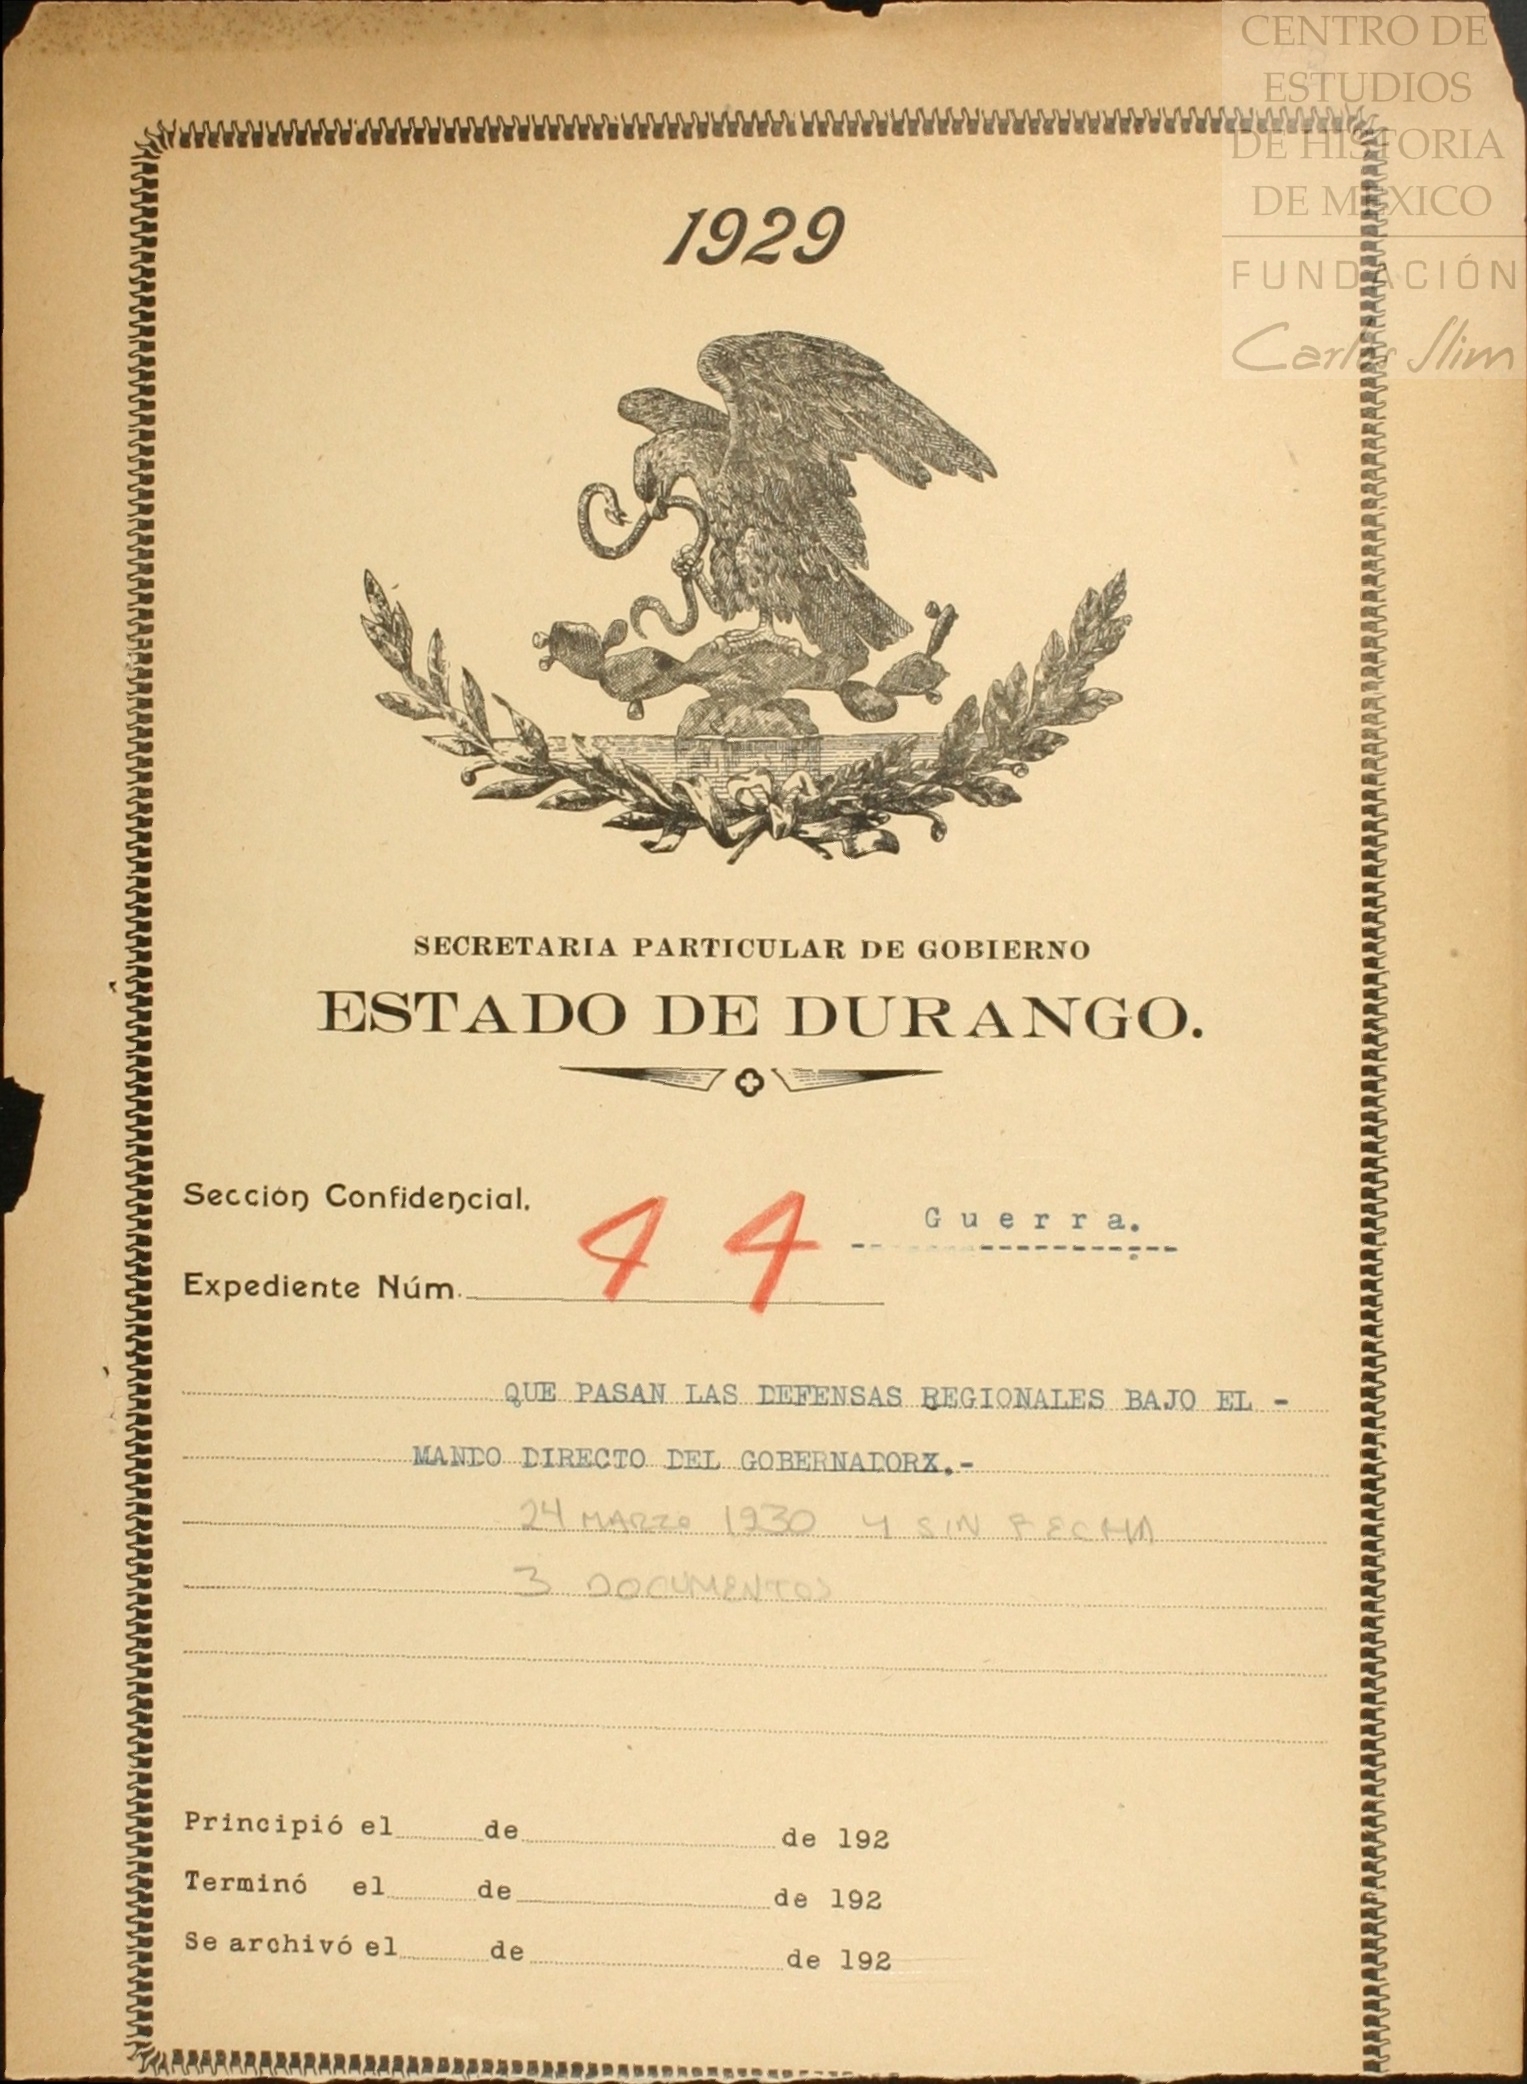 CENTRO DE
ESTUDIOS
DE HISTORIA
DE MÉXICO
FUNDACIÓN
Carlos Slim
1929
SECRETARIA PARTICULAR DE GOBIERNO
ESTADO DE DURANGO.
Sección Confidencial.
Guerra.
Expediente Núm. 44
QUE PASAN LAS DEFENSAS REGIONALES BAJO EL -
MANDO DIRECTO DEL GOBERNADORX.-
24 MARZO 1930 Y SIN FECHA
3 DOCUMENTOS
Principió el de de 192
Terminó el de de 192
Se archivó el de de 192